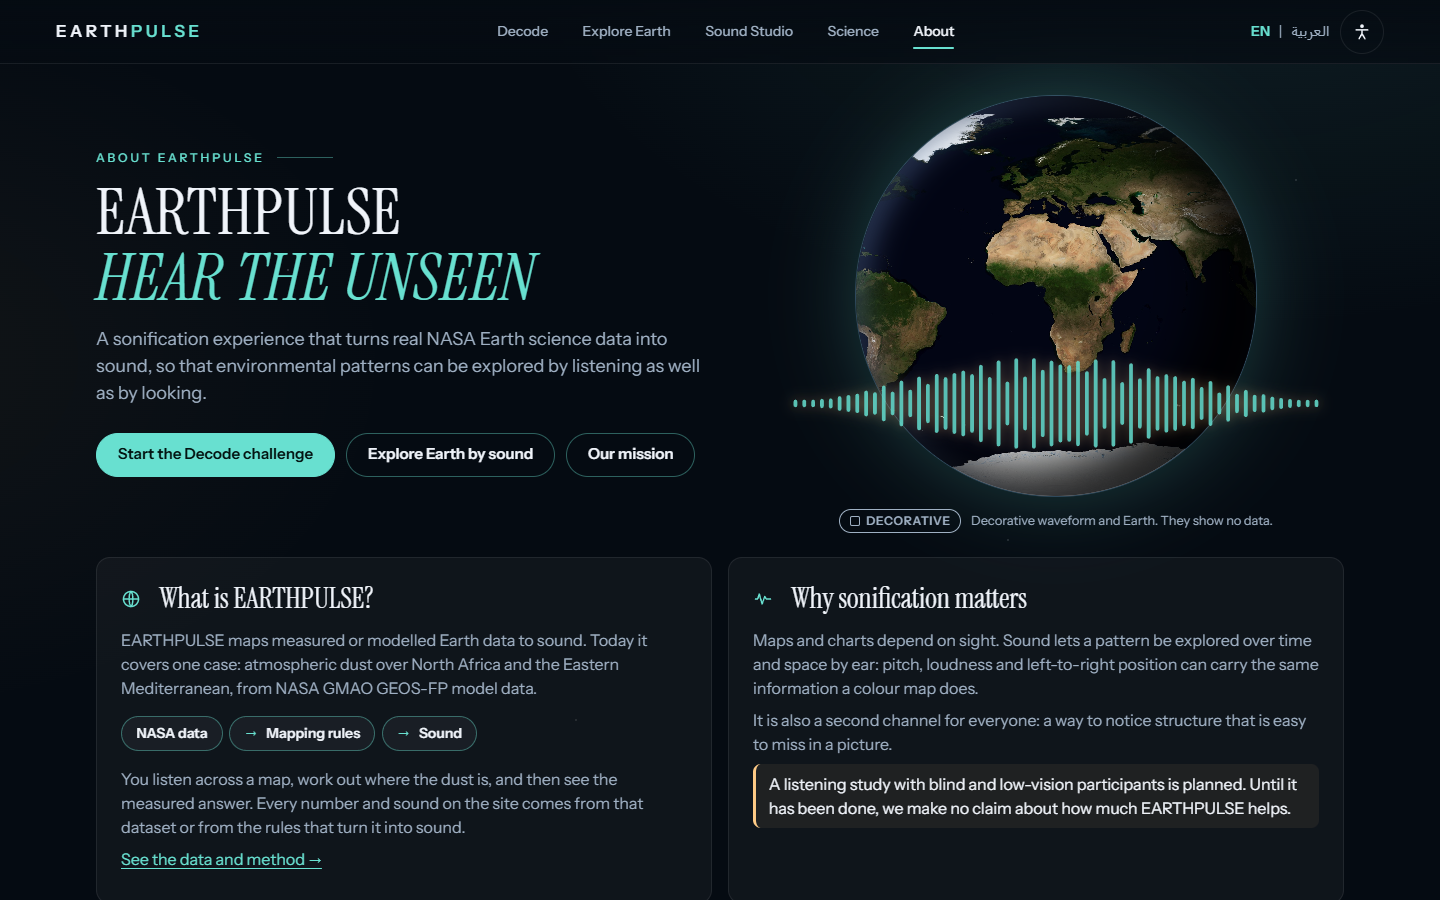 EARTHPULSE
Decode
Explore Earth
Sound Studio
Science
About
EN | العربية
ABOUT EARTHPULSE
EARTHPULSE
HEAR THE UNSEEN
A sonification experience that turns real NASA Earth science data into
sound, so that environmental patterns can be explored by listening as well
as by looking.
Start the Decode challenge
Explore Earth by sound
Our mission
DECORATIVE
Decorative waveform and Earth. They show no data.
What is EARTHPULSE?
EARTHPULSE maps measured or modelled Earth data to sound. Today it
covers one case: atmospheric dust over North Africa and the Eastern
Mediterranean, from NASA GMAO GEOS-FP model data.
NASA data
→ Mapping rules
→ Sound
You listen across a map, work out where the dust is, and then see the
measured answer. Every number and sound on the site comes from that
dataset or from the rules that turn it into sound.
See the data and method →
Why sonification matters
Maps and charts depend on sight. Sound lets a pattern be explored over time
and space by ear: pitch, loudness and left-to-right position can carry the same
information a colour map does.
It is also a second channel for everyone: a way to notice structure that is easy
to miss in a picture.
A listening study with blind and low-vision participants is planned. Until it
has been done, we make no claim about how much EARTHPULSE helps.